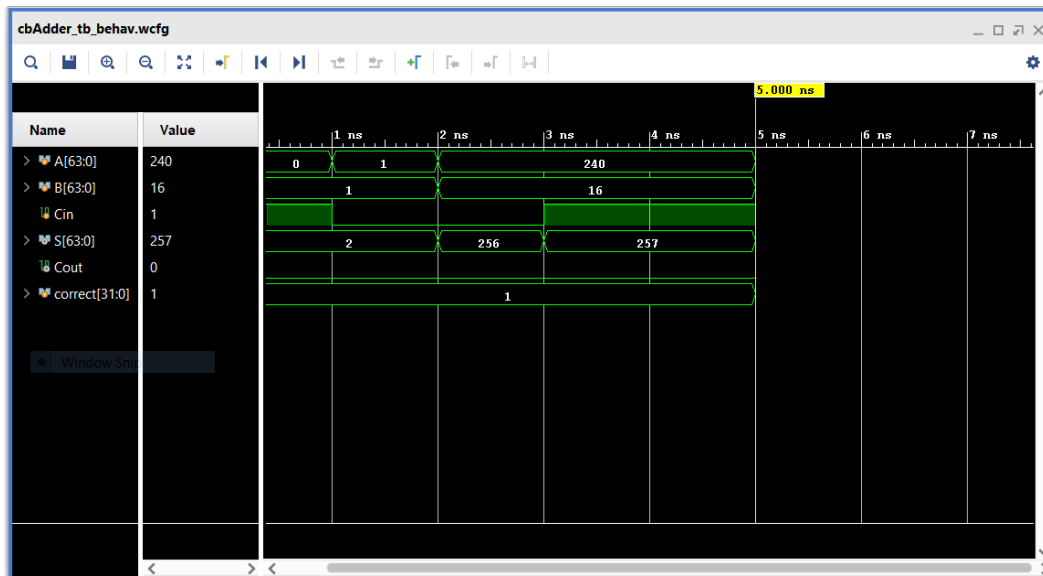 cbAdder_tb_behav.wcfg
5.000 ns
Name Value
1 ns 2 ns 3 ns 4 ns 5 ns 6 ns 7 ns
A[63:0] 240 0 1 240
B[63:0] 16 1 16
Cin 1
S[63:0] 257 2 256 257
Cout 0
correct[31:0] 1 1
Window Snip